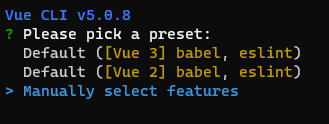 Vue CLI v5.0.8
? Please pick a preset:
Default ([Vue 3] babel, eslint)
Default ([Vue 2] babel, eslint)
> Manually select features